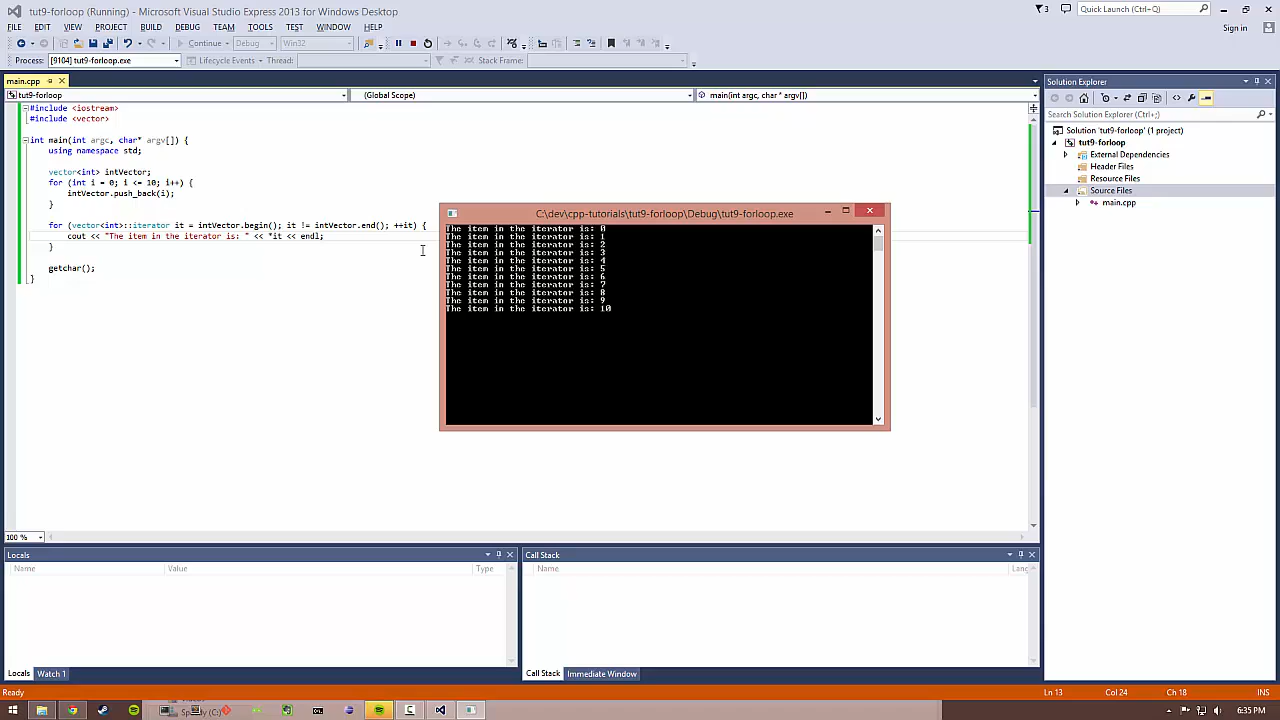 tut9-forloop (Running) - Microsoft Visual Studio Express 2013 for Windows Desktop
3
Quick Launch (Ctrl+Q)
FILE EDIT VIEW PROJECT BUILD DEBUG TEAM TOOLS TEST WINDOW HELP
Sign in
Continue Debug Win32
Process: [9104] tut9-forloop.exe Lifecycle Events Thread: Stack Frame:
main.cpp
tut9-forloop (Global Scope) main(int argc, char * argv[])
#include <iostream>
#include <vector>
int main(int argc, char* argv[]) {
using namespace std;
vector<int> intVector;
for (int i = 0; i <= 10; i++) {
intVector.push_back(i);
}
for (vector<int>::iterator it = intVector.begin(); it != intVector.end(); ++it) {
cout << "The item in the iterator is: " << *it << endl;
}
getchar();
}
C:\dev\cpp-tutorials\tut9-forloop\Debug\tut9-forloop.exe
The item in the iterator is: 0
The item in the iterator is: 1
The item in the iterator is: 2
The item in the iterator is: 3
The item in the iterator is: 4
The item in the iterator is: 5
The item in the iterator is: 6
The item in the iterator is: 7
The item in the iterator is: 8
The item in the iterator is: 9
The item in the iterator is: 10
Solution Explorer
Search Solution Explorer (Ctrl+;)
Solution 'tut9-forloop' (1 project)
tut9-forloop
External Dependencies
Header Files
Resource Files
Source Files
main.cpp
100 %
Locals
Name Value Type
Locals Watch 1
Call Stack
Name Lang
Call Stack Immediate Window
Ready Ln 13 Col 24 Ch 18 INS
(C:)
6:35 PM